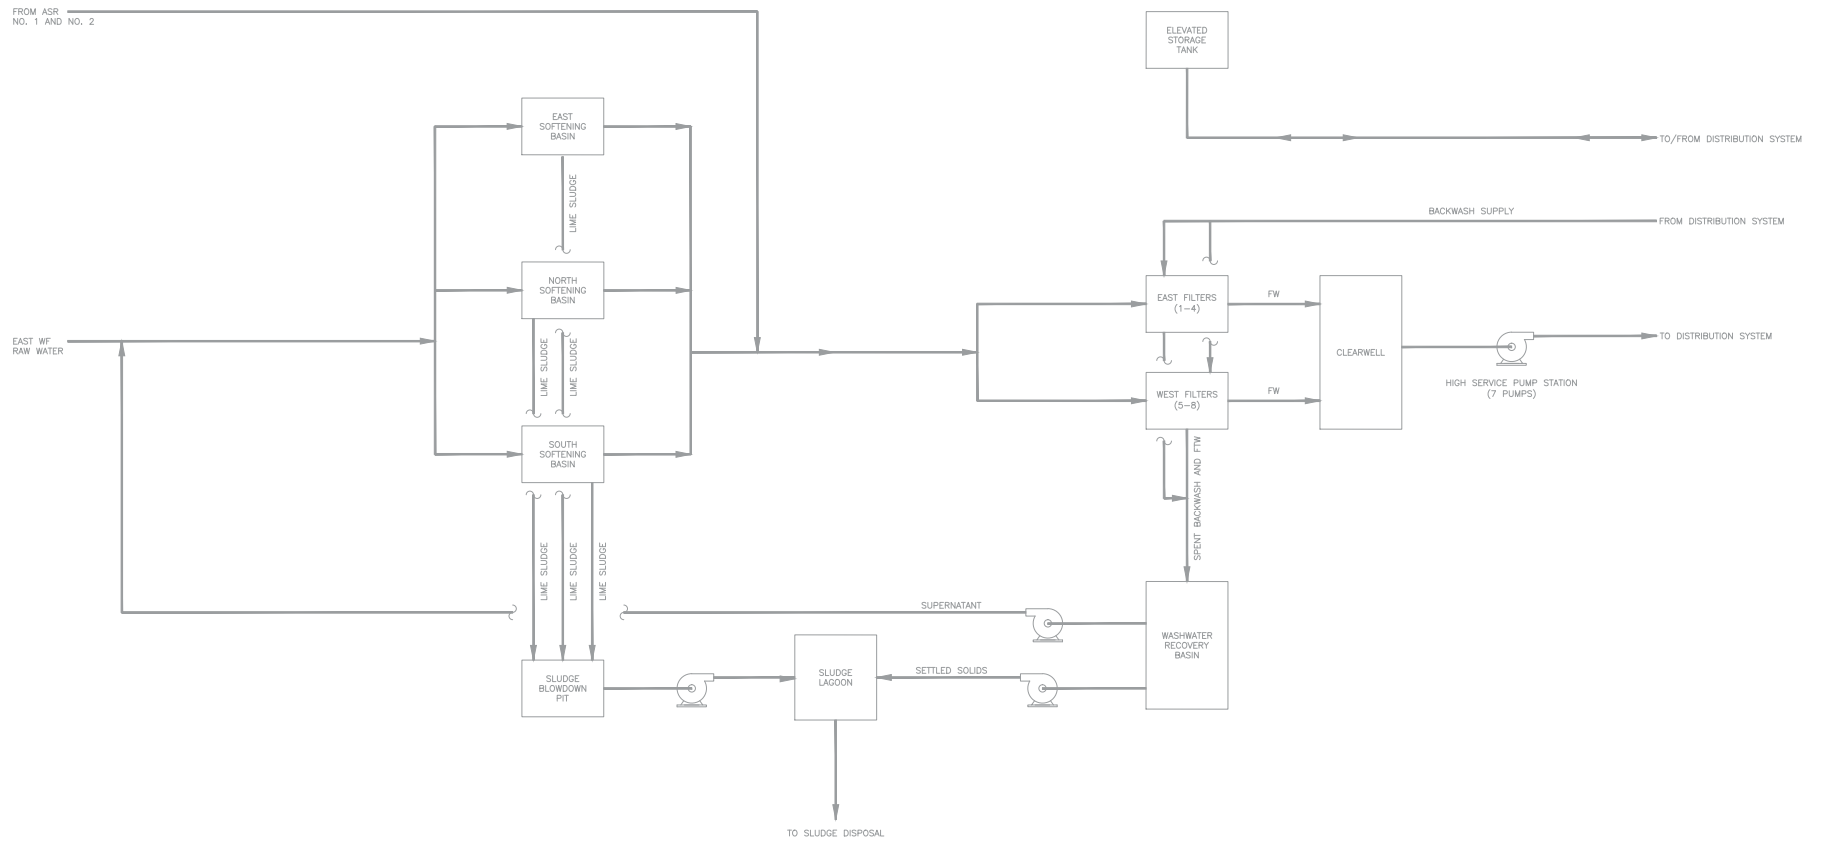 FROM ASR
NO. 1 AND NO. 2
ELEVATED
STORAGE
TANK
EAST
SOFTENING
BASIN
TO/FROM DISTRIBUTION SYSTEM
LIME SLUDGE
BACKWASH SUPPLY
FROM DISTRIBUTION SYSTEM
NORTH
SOFTENING
BASIN
EAST FILTERS
(1-4)
FW
EAST WF
RAW WATER
LIME SLUDGE
LIME SLUDGE
CLEARWELL
TO DISTRIBUTION SYSTEM
HIGH SERVICE PUMP STATION
(7 PUMPS)
WEST FILTERS
(5-8)
FW
SOUTH
SOFTENING
BASIN
SPENT BACKWASH AND FTW
LIME SLUDGE
LIME SLUDGE
LIME SLUDGE
SUPERNATANT
WASHWATER
RECOVERY
BASIN
SLUDGE
BLOWDOWN
PIT
SLUDGE
LAGOON
SETTLED SOLIDS
TO SLUDGE DISPOSAL